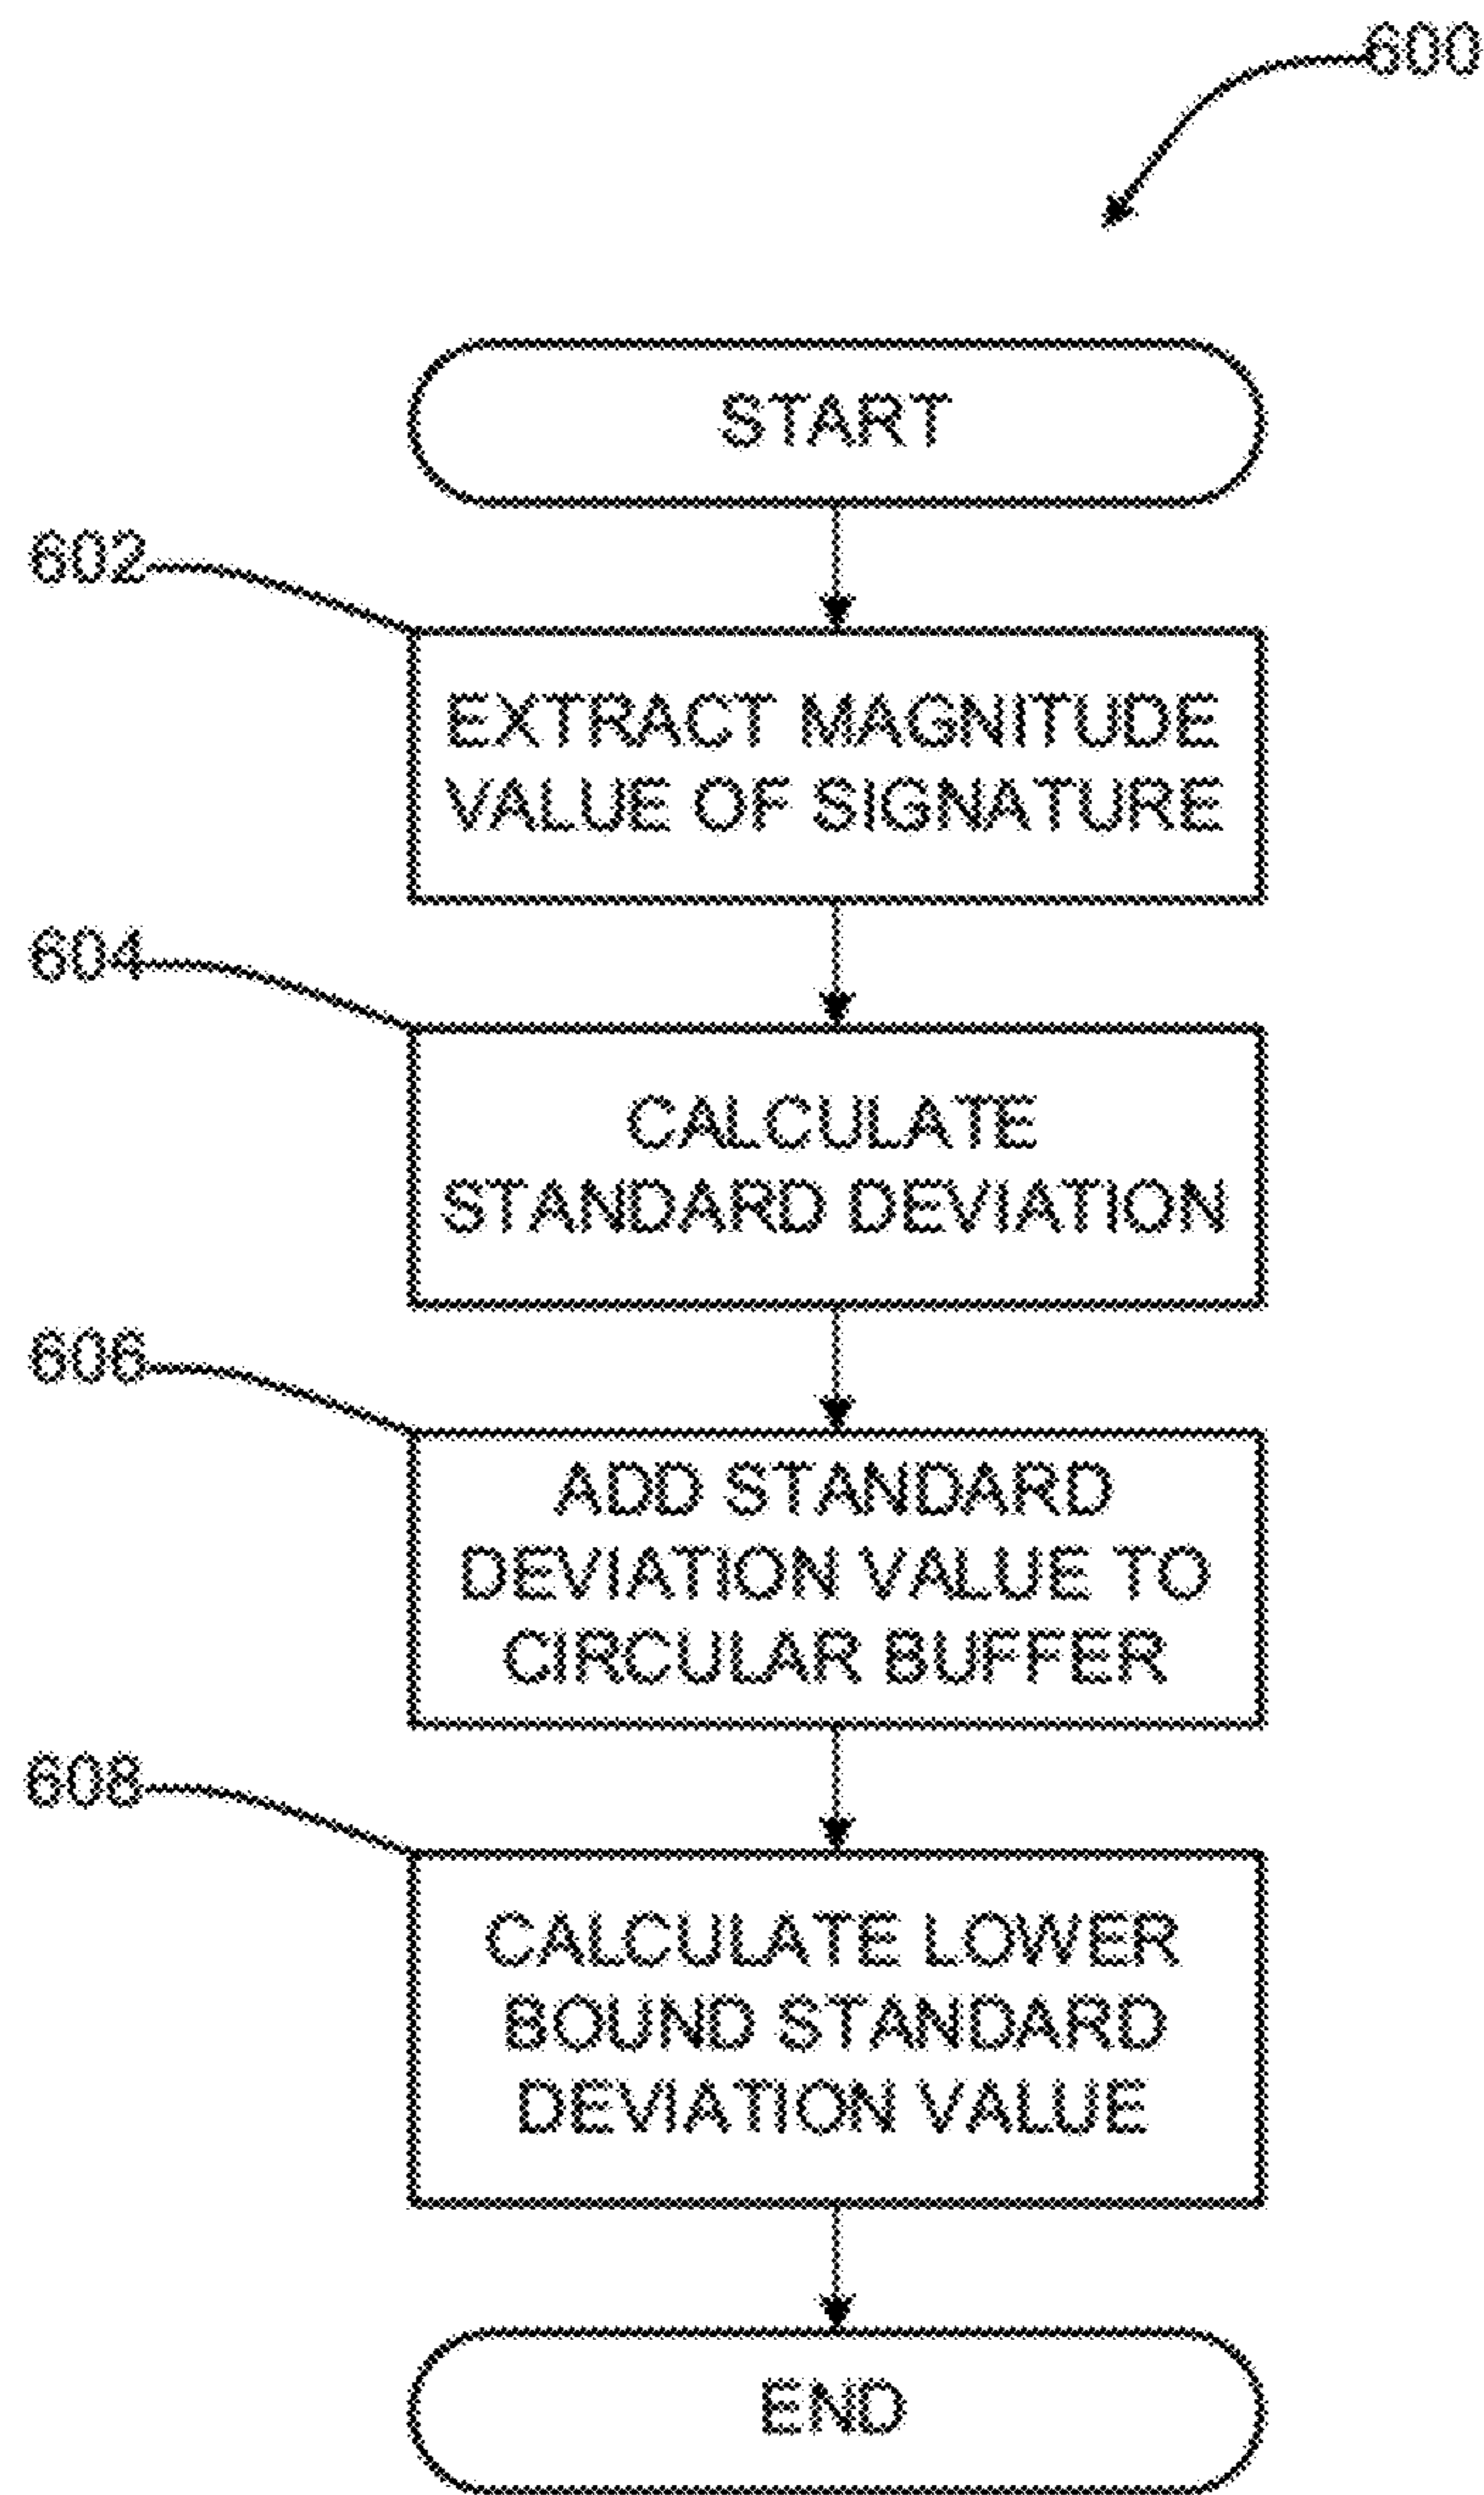 600
START
602
EXTRACT MAGNITUDE
VALUE OF SIGNATURE
604
CALCULATE
STANDARD DEVIATION
606
ADD STANDARD
DEVIATION VALUE TO
CIRCULAR BUFFER
608
CALCULATE LOWER
BOUND STANDARD
DEVIATION VALUE
END